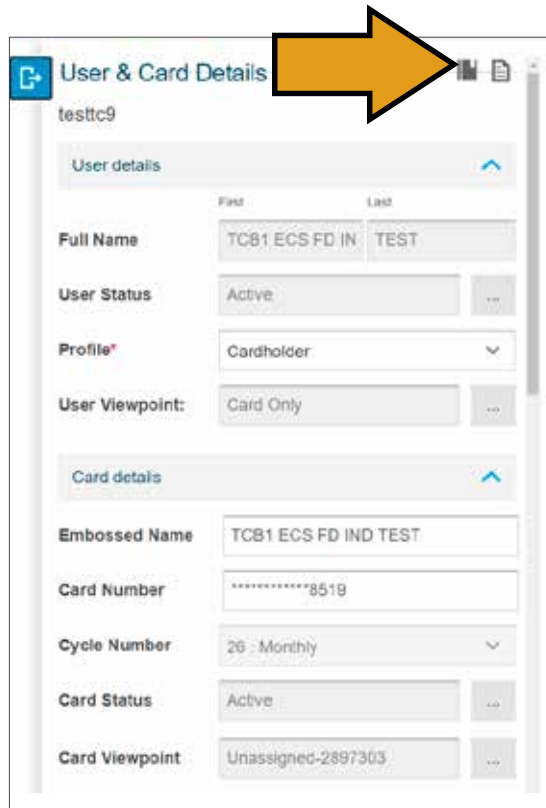 User & Card Details
testtc9
User details
First Last
Full Name TCB1 ECS FD IN TEST
User Status Active ...
Profile* Cardholder
User Viewpoint: Card Only ...
Card details
Embossed Name TCB1 ECS FD IND TEST
Card Number ************8519
Cycle Number 26 : Monthly
Card Status Active ...
Card Viewpoint Unassigned-2897303 ...